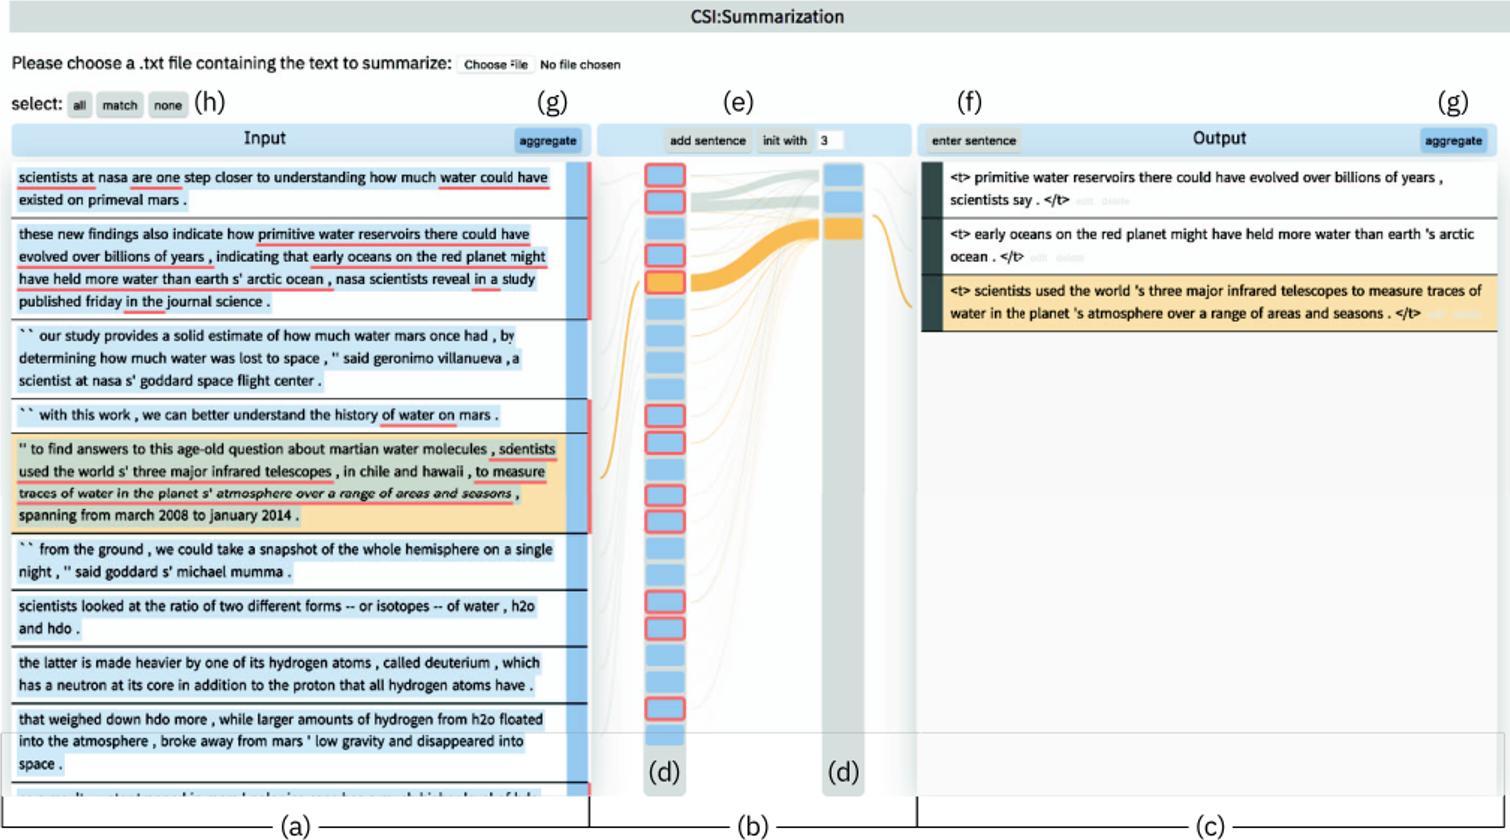 CSI:Summarization
Please choose a .txt file containing the text to summarize: Choose File No file chosen
select: all match none (h) (g) (e) (f) (g)
Input aggregate add sentence init with 3 enter sentence Output aggregate
scientists at nasa are one step closer to understanding how much water could have
existed on primeval mars .
these new findings also indicate how primitive water reservoirs there could have
evolved over billions of years , indicating that early oceans on the red planet might
have held more water than earth s' arctic ocean , nasa scientists reveal in a study
published friday in the journal science .
`` our study provides a solid estimate of how much water mars once had , by
determining how much water was lost to space , '' said geronimo villanueva , a
scientist at nasa s' goddard space flight center .
`` with this work , we can better understand the history of water on mars .
'' to find answers to this age-old question about martian water molecules , scientists
used the world s' three major infrared telescopes , in chile and hawaii , to measure
traces of water in the planet s' atmosphere over a range of areas and seasons ,
spanning from march 2008 to january 2014 .
`` from the ground , we could take a snapshot of the whole hemisphere on a single
night , '' said goddard s' michael mumma .
scientists looked at the ratio of two different forms -- or isotopes -- of water , h2o
and hdo .
the latter is made heavier by one of its hydrogen atoms , called deuterium , which
has a neutron at its core in addition to the proton that all hydrogen atoms have .
that weighed down hdo more , while larger amounts of hydrogen from h2o floated
into the atmosphere , broke away from mars ' low gravity and disappeared into
space .
(d) (d)
<t> primitive water reservoirs there could have evolved over billions of years ,
scientists say . </t> edit delete
<t> early oceans on the red planet might have held more water than earth 's arctic
ocean . </t> edit delete
<t> scientists used the world 's three major infrared telescopes to measure traces of
water in the planet 's atmosphere over a range of areas and seasons . </t>
(a) (b) (c)